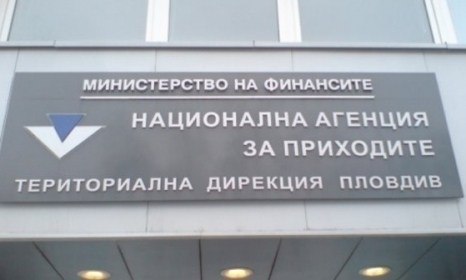 МИНИСТЕРСТВО НА ФИНАНСИТЕ
НАЦИОНАЛНА АГЕНЦИЯ
ЗА ПРИХОДИТЕ
ТЕРИТОРИАЛНА ДИРЕКЦИЯ ПЛОВДИВ